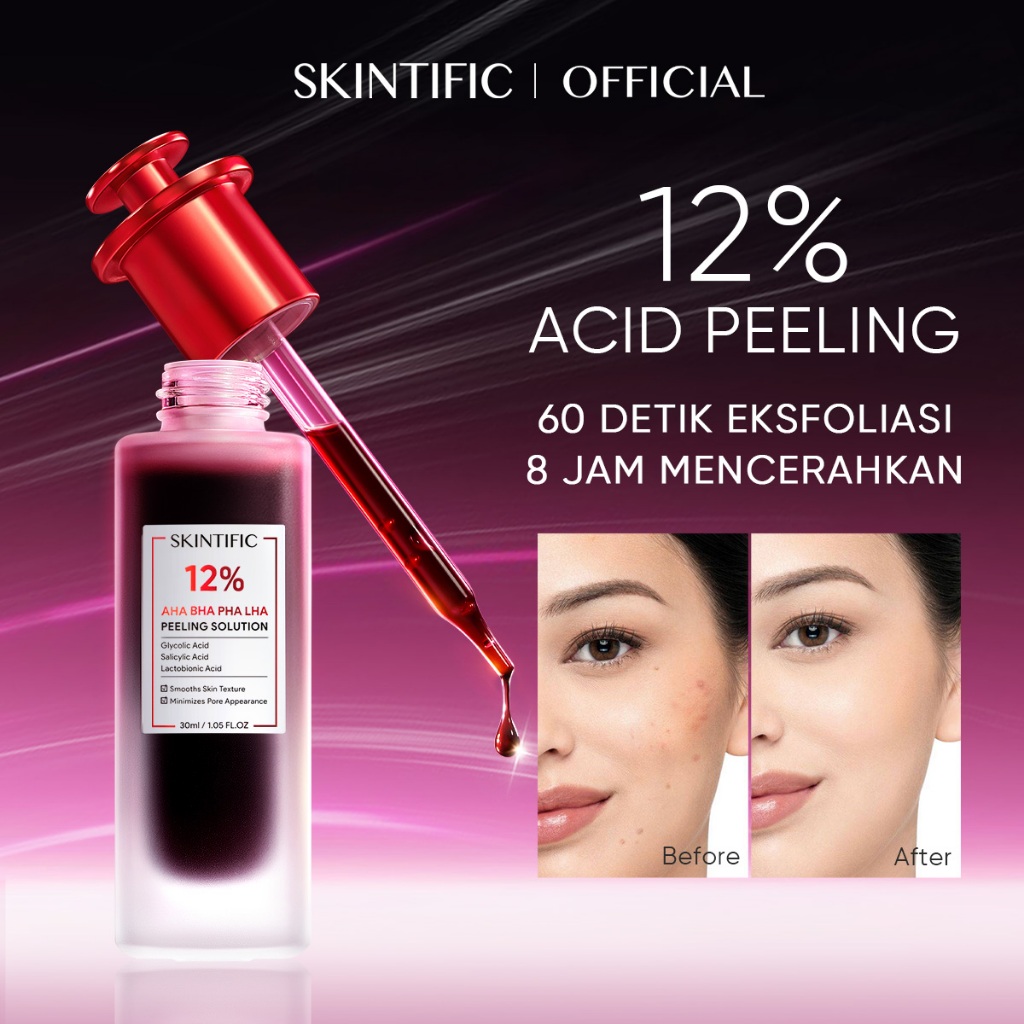 SKINTIFIC | OFFICIAL
12%
ACID PEELING
60 DETIK EKSFOLIASI
8 JAM MENCERAHKAN
SKINTIFIC
12%
AHA BHA PHA LHA
PEELING SOLUTION
Glycolic Acid
Salicylic Acid
Lactobionic Acid
Smooths Skin Texture
Minimizes Pore Appearance
30ml / 1.05 FL.OZ
Before
After